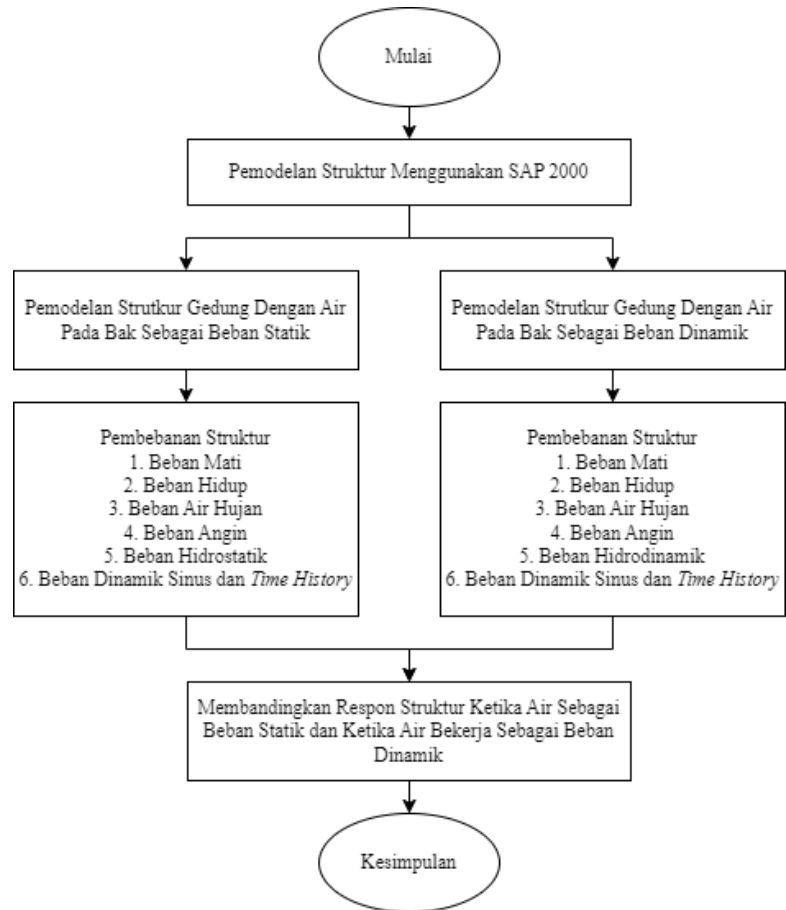 Mulai
Pemodelan Struktur Menggunakan SAP 2000
Pemodelan Strutkur Gedung Dengan Air
Pada Bak Sebagai Beban Statik
Pemodelan Strutkur Gedung Dengan Air
Pada Bak Sebagai Beban Dinamik
Pembebanan Struktur
1. Beban Mati
2. Beban Hidup
3. Beban Air Hujan
4. Beban Angin
5. Beban Hidrostatik
6. Beban Dinamik Sinus dan Time History
Pembebanan Struktur
1. Beban Mati
2. Beban Hidup
3. Beban Air Hujan
4. Beban Angin
5. Beban Hidrodinamik
6. Beban Dinamik Sinus dan Time History
Membandingkan Respon Struktur Ketika Air Sebagai
Beban Statik dan Ketika Air Bekerja Sebagai Beban
Dinamik
Kesimpulan